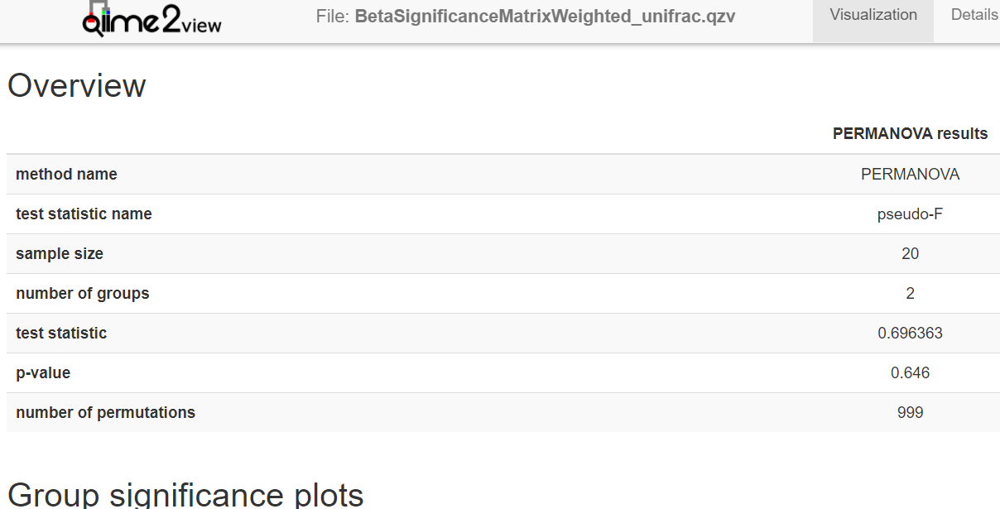 qiime2view File: BetaSignificanceMatrixWeighted_unifrac.qzv Visualization Details
Overview
PERMANOVA results
method name PERMANOVA
test statistic name pseudo-F
sample size 20
number of groups 2
test statistic 0.696363
p-value 0.646
number of permutations 999
Group significance plots